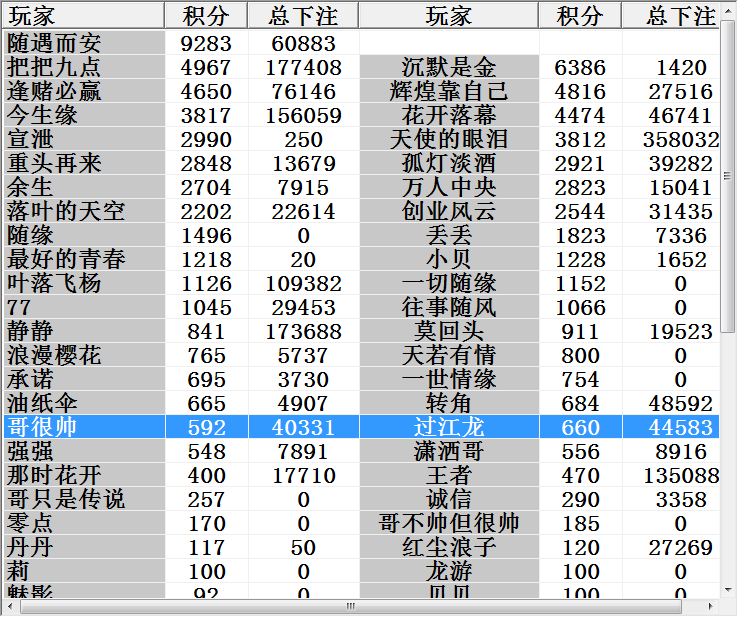 玩家 积分 总下注 玩家 积分 总下注
随遇而安 9283 60883
把把九点 4967 177408 沉默是金 6386 1420
逢赌必赢 4650 76146 辉煌靠自己 4816 27516
今生缘 3817 156059 花开落幕 4474 46741
宣泄 2990 250 天使的眼泪 3812 358032
重头再来 2848 13679 孤灯淡酒 2921 39282
余生 2704 7915 万人中央 2823 15041
落叶的天空 2202 22614 创业风云 2544 31435
随缘 1496 0 丢丢 1823 7336
最好的青春 1218 20 小贝 1228 1652
叶落飞杨 1126 109382 一切随缘 1152 0
77 1045 29453 往事随风 1066 0
静静 841 173688 莫回头 911 19523
浪漫樱花 765 5737 天若有情 800 0
承诺 695 3730 一世情缘 754 0
油纸伞 665 4907 转角 684 48592
哥很帅 592 40331 过江龙 660 44583
强强 548 7891 潇洒哥 556 8916
那时花开 400 17710 王者 470 135088
哥只是传说 257 0 诚信 290 3358
零点 170 0 哥不帅但很帅 185 0
丹丹 117 50 红尘浪子 120 27269
莉 100 0 龙游 100 0
魅影 92 0 贝贝 100 0